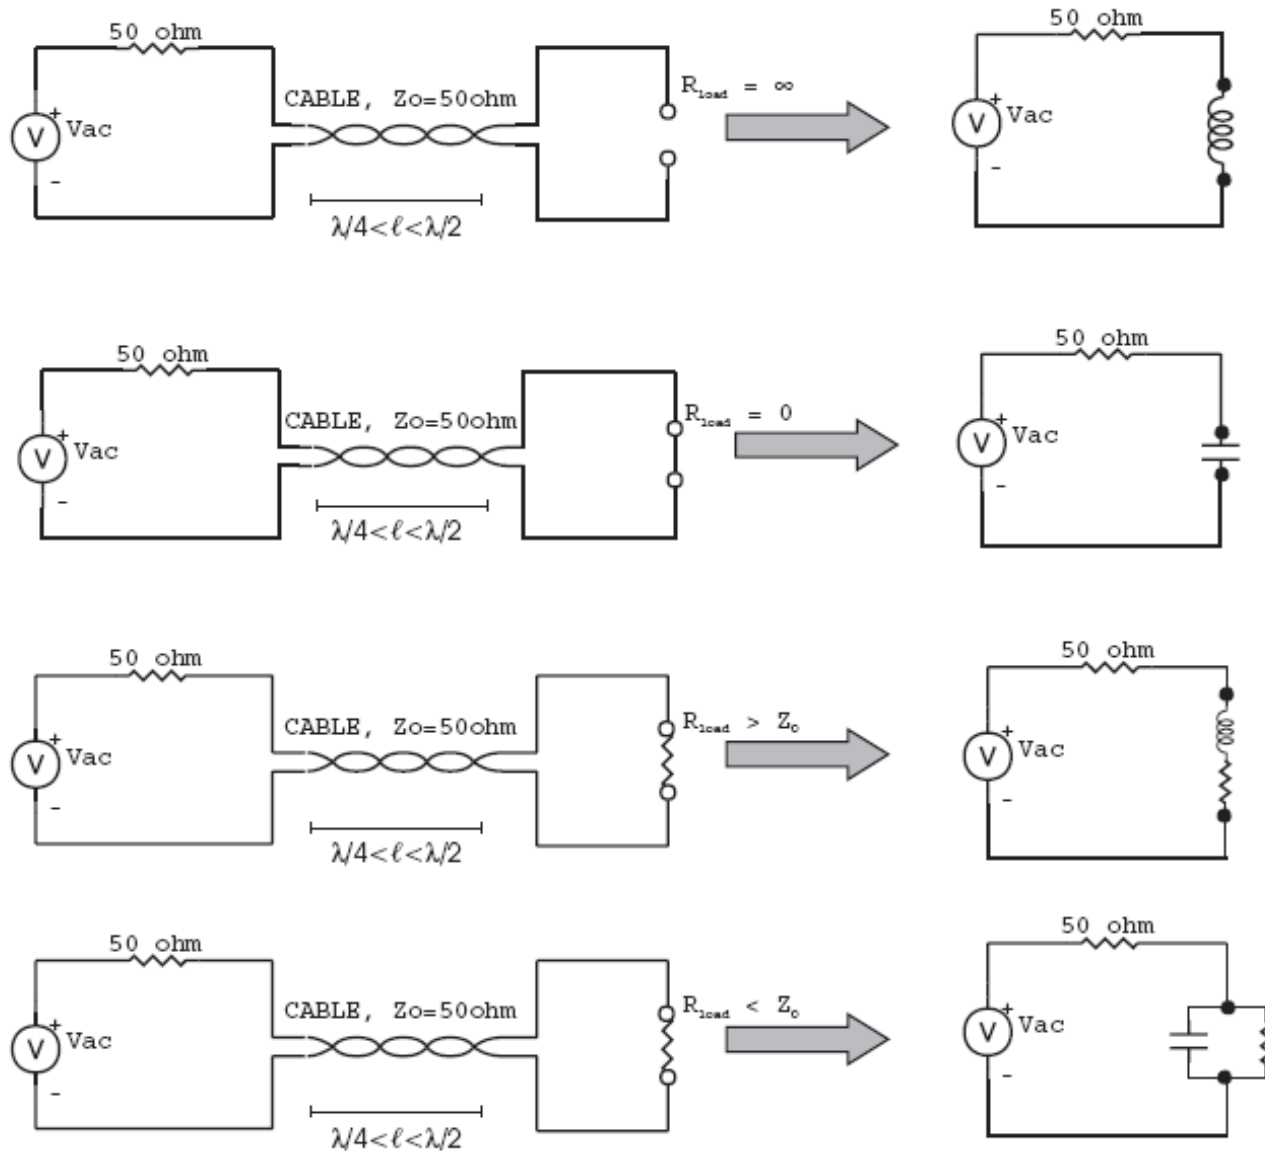 50 ohm
50 ohm
CABLE, Zo=50ohm
R_load = ∞
V
+
Vac
-
λ/4<ℓ<λ/2
V
+
Vac
-
50 ohm
50 ohm
CABLE, Zo=50ohm
R_load = 0
V
+
Vac
-
λ/4<ℓ<λ/2
V
+
Vac
-
50 ohm
50 ohm
CABLE, Zo=50ohm
R_load > Z_o
V
+
Vac
-
λ/4<ℓ<λ/2
V
+
Vac
-
50 ohm
50 ohm
CABLE, Zo=50ohm
R_load < Z_o
V
+
Vac
-
λ/4<ℓ<λ/2
V
+
Vac
-